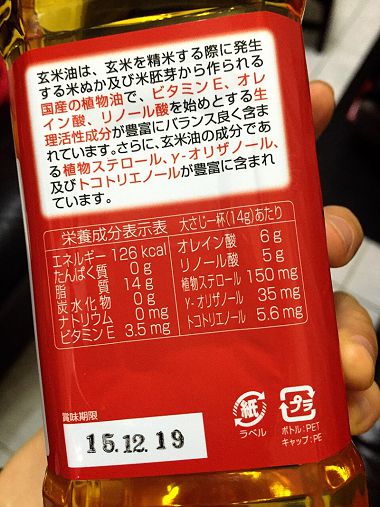 玄米油は、玄米を精米する際に発生
する米ぬか及び米胚芽から作られる
国産の植物油で、ビタミンE、オレ
イン酸、リノール酸を始めとする生
理活性成分が豊富にバランス良く含ま
れています。さらに、玄米油の成分であ
る植物ステロール、γ-オリザノール、
及びトコトリエノールが豊富に含まれ
ています。
栄養成分表示表 大さじ一杯(14g)あたり
エネルギー 126 kcal オレイン酸 6 g
たんぱく質 0 g リノール酸 5 g
脂質 14 g 植物ステロール 150 mg
炭水化物 0 g γ-オリザノール 35 mg
ナトリウム 0 mg トコトリエノール 5.6 mg
ビタミンE 3.5 mg
賞味期限
15.12.19
紙
ラベル
プラ
ボトル:PET
キャップ:PE